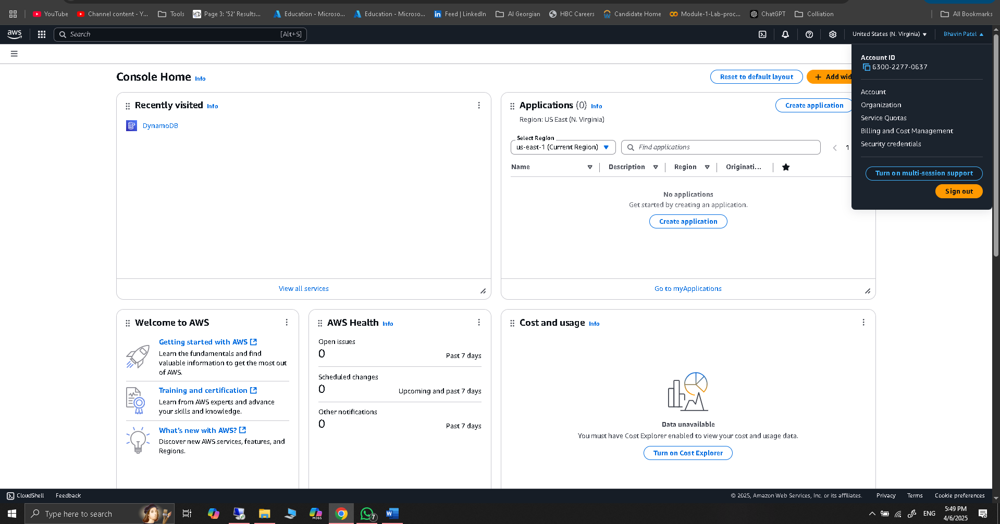 YouTube Channel content - Y... Tools Page 3: '52' Results... Education - Microso... Education - Microso... Feed | LinkedIn AI Georgian HBC Careers Candidate Home Module-1-Lab-proc... ChatGPT Colliation All Bookmarks
aws Search [Alt+S] United States (N. Virginia) Bhavin Patel
Account ID
6300-2277-0637
Account
Organization
Service Quotas
Billing and Cost Management
Security credentials
Turn on multi-session support
Sign out
Console Home Info
Reset to default layout
+ Add wid
Recently visited Info
DynamoDB
View all services
Applications (0) Info
Create application
Region: US East (N. Virginia)
Select Region
us-east-1 (Current Region)
Find applications
1
Name Description Region Originati...
No applications
Get started by creating an application.
Create application
Go to myApplications
Welcome to AWS
Getting started with AWS
Learn the fundamentals and find
valuable information to get the most out
of AWS.
Training and certification
Learn from AWS experts and advance
your skills and knowledge.
What's new with AWS?
Discover new AWS services, features, and
Regions.
AWS Health Info
Open issues
0
Past 7 days
Scheduled changes
0
Upcoming and past 7 days
Other notifications
0
Past 7 days
Cost and usage Info
Data unavailable
You must have Cost Explorer enabled to view your cost and usage data.
Turn on Cost Explorer
CloudShell Feedback © 2025, Amazon Web Services, Inc. or its affiliates. Privacy Terms Cookie preferences
Type here to search
M365
7
W
ENG
5:49 PM
4/6/2025